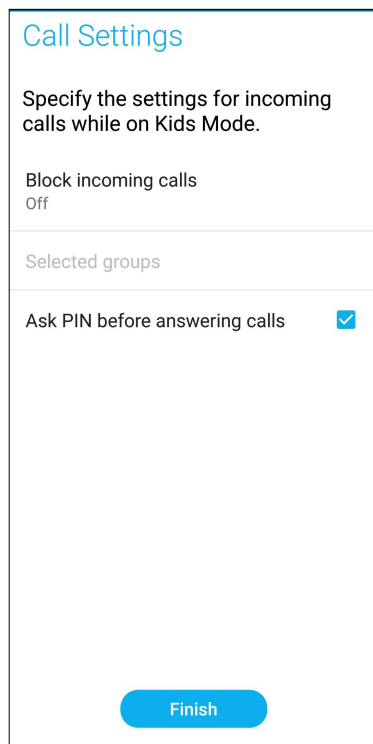 Call Settings
Specify the settings for incoming
calls while on Kids Mode.
Block incoming calls
Off
Selected groups
Ask PIN before answering calls
Finish